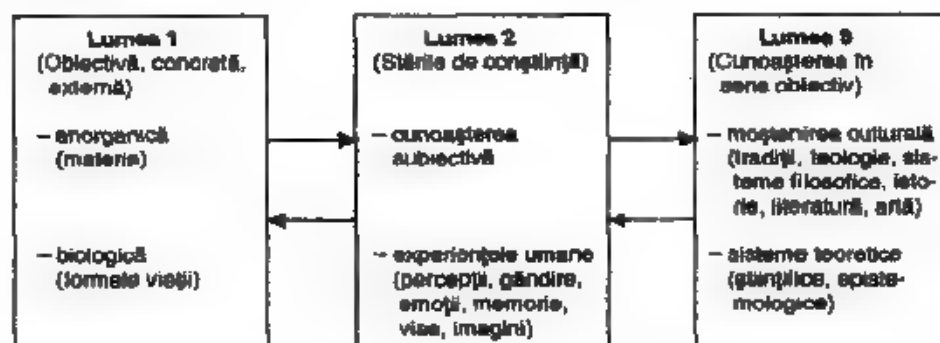 Lumea 1
(Obiectivă, concretă,
externă)
– anorganică
(materie)
– biologică
(formele vieții)
Lumea 2
(Stările de conștiință)
– cunoașterea
subiectivă
– experiențele umane
(percepții, gândire,
emoții, memorie,
vise, imagini)
Lumea 3
(Cunoașterea în
sens obiectiv)
– moștenirea culturală
(tradiții, teologie, sis-
teme filosofice, isto-
rie, literatură, artă)
– sisteme teoretice
(științifice, episte-
mologice)